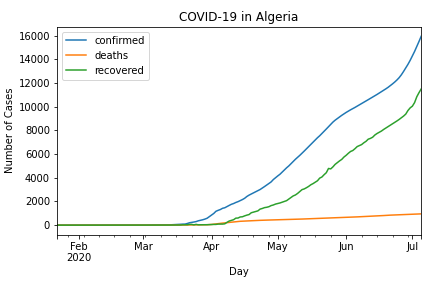 COVID-19 in Algeria
confirmed
deaths
recovered
16000
14000
12000
10000
8000
6000
4000
2000
0
Number of Cases
Feb Mar Apr May Jun Jul
2020
Day